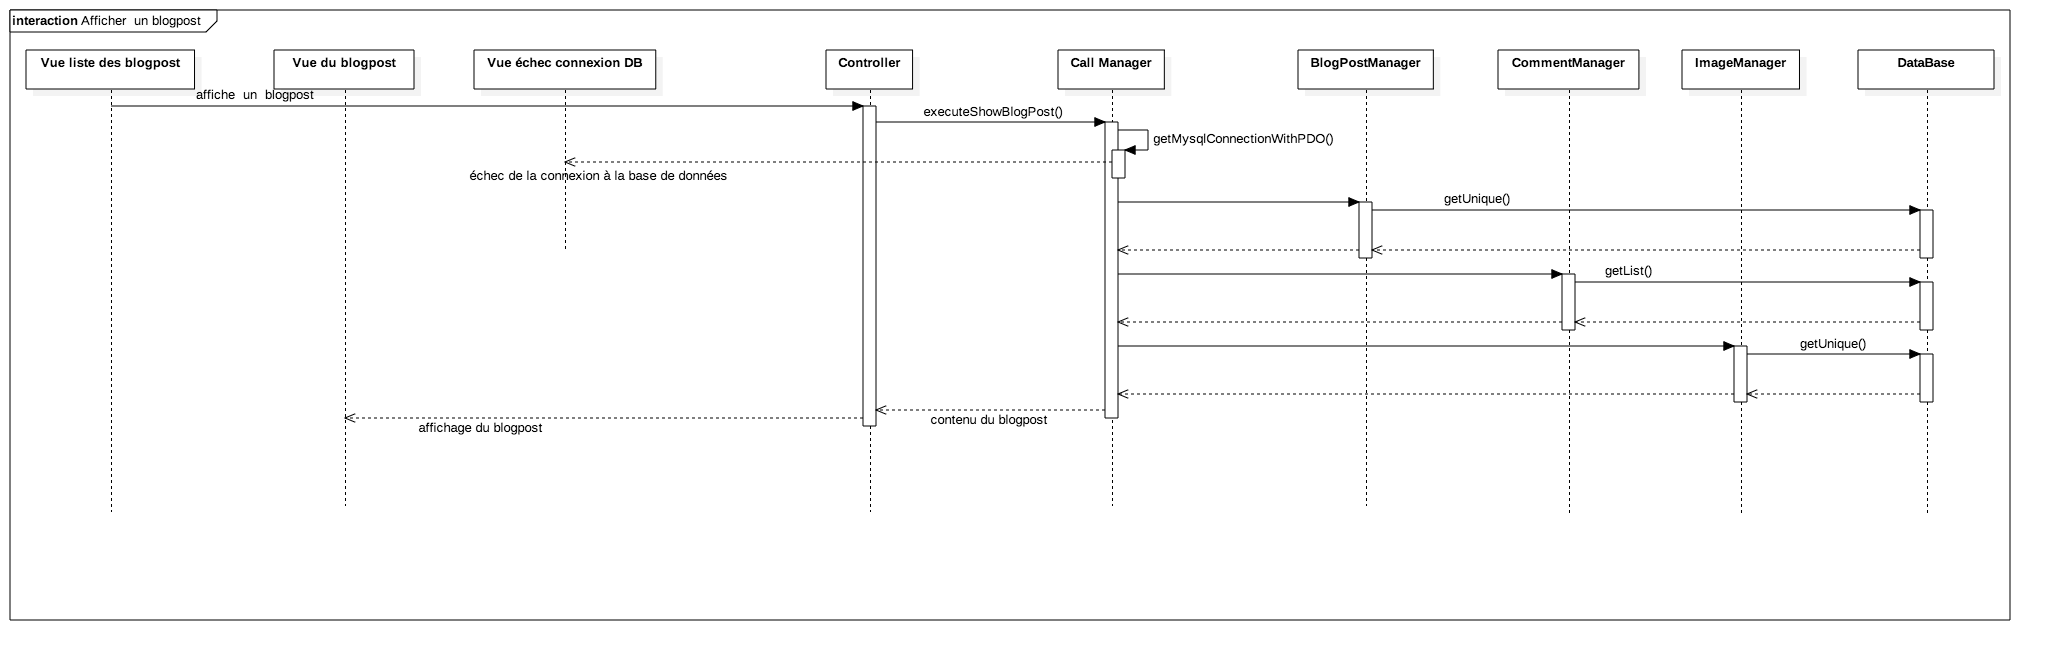 interaction Afficher  un blogpost
Vue liste des blogpost
Vue du blogpost
Vue échec connexion DB
Controller
Call Manager
BlogPostManager
CommentManager
ImageManager
DataBase
affiche  un  blogpost
executeShowBlogPost()
getMysqlConnectionWithPDO()
échec de la connexion à la base de données
getUnique()
getList()
getUnique()
contenu du blogpost
affichage du blogpost